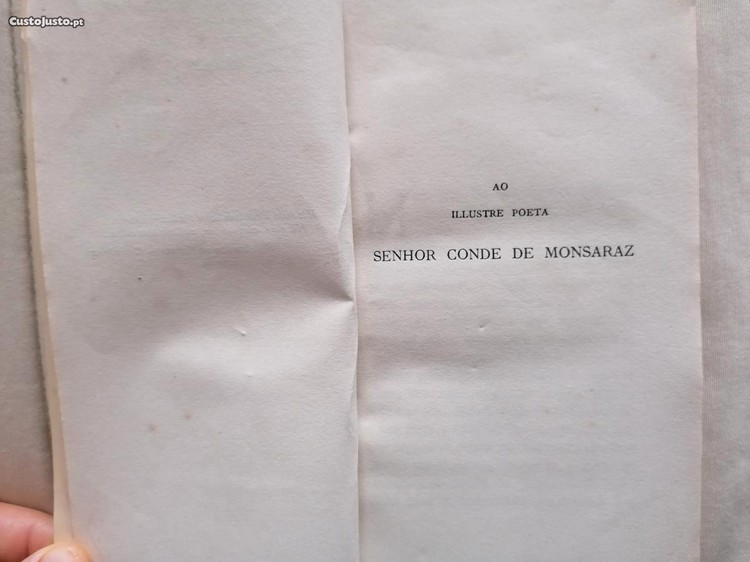 CustoJusto.pt
AO
ILLUSTRE POETA
SENHOR CONDE DE MONSARAZ